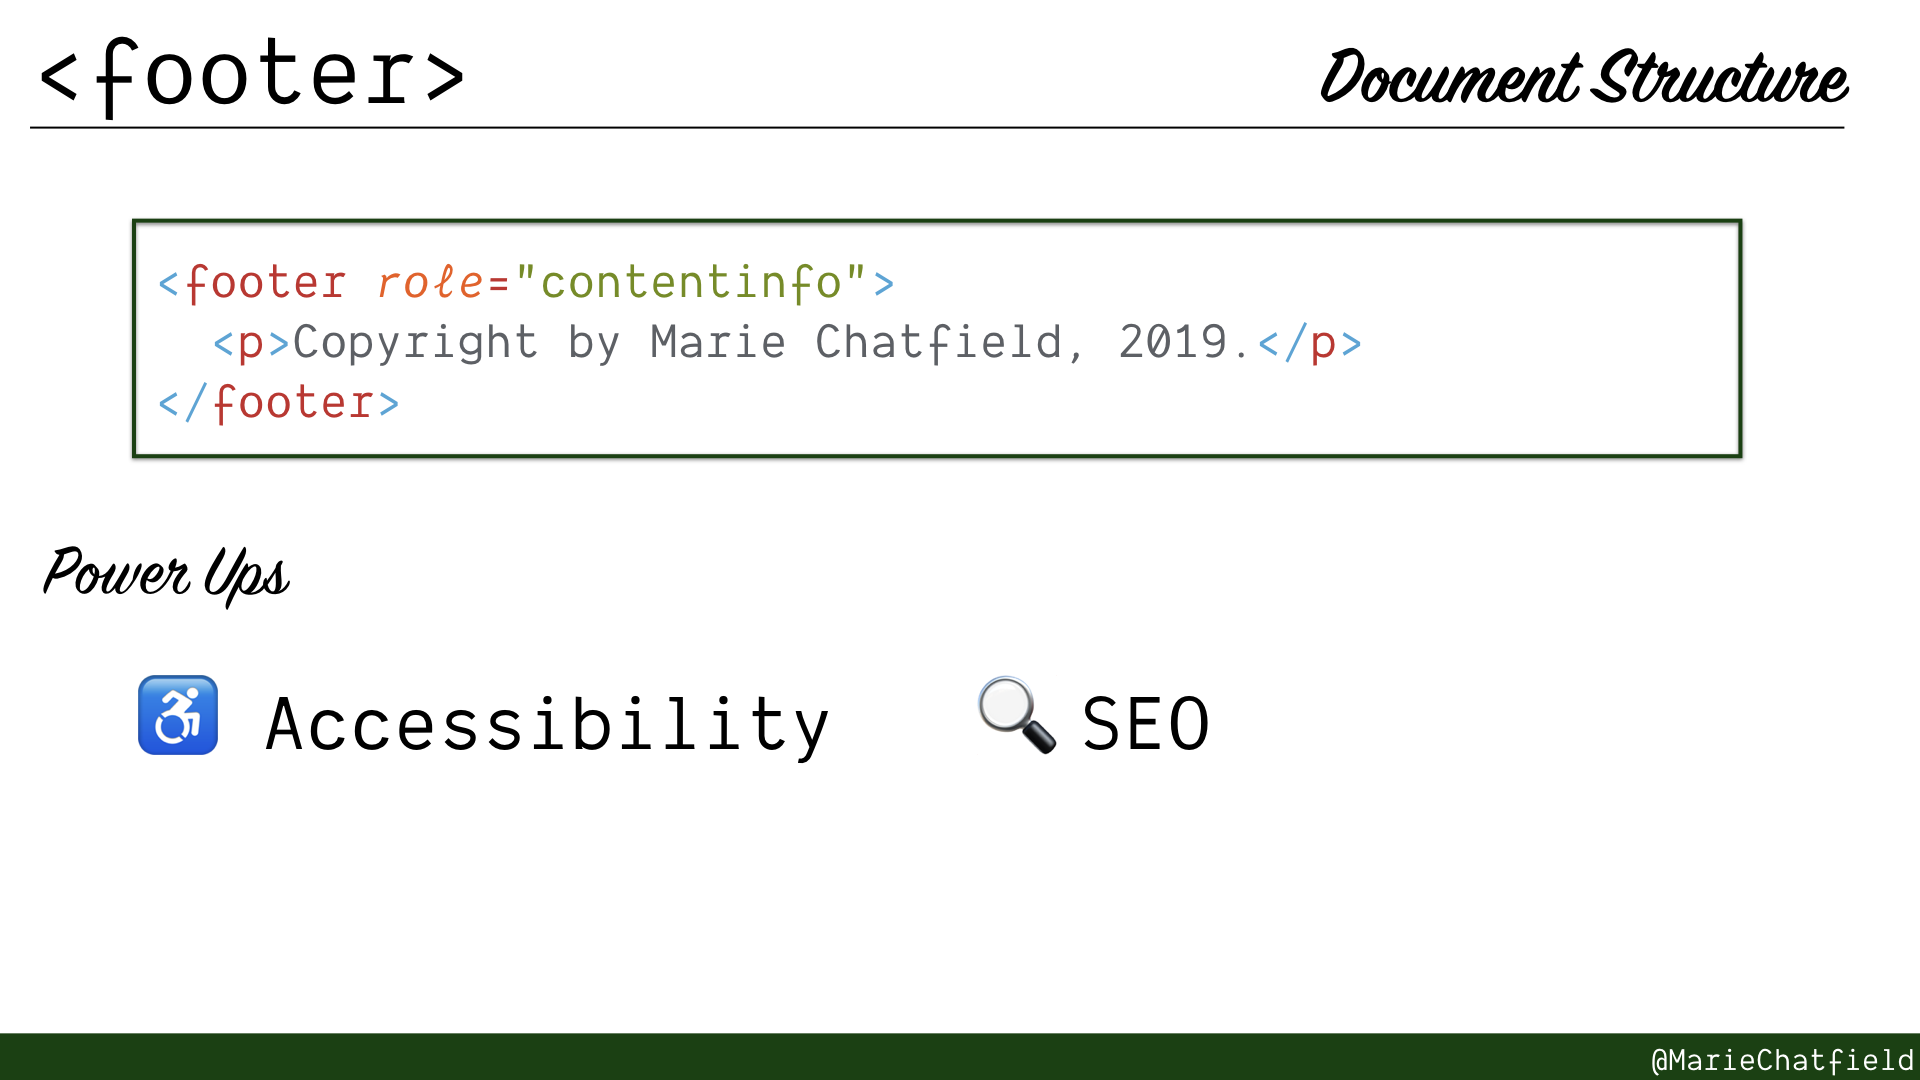 <footer>
Document Structure
<footer role="contentinfo">
<p>Copyright by Marie Chatfield, 2019.</p>
</footer>
Power Ups
Accessibility
SEO
@MarieChatfield